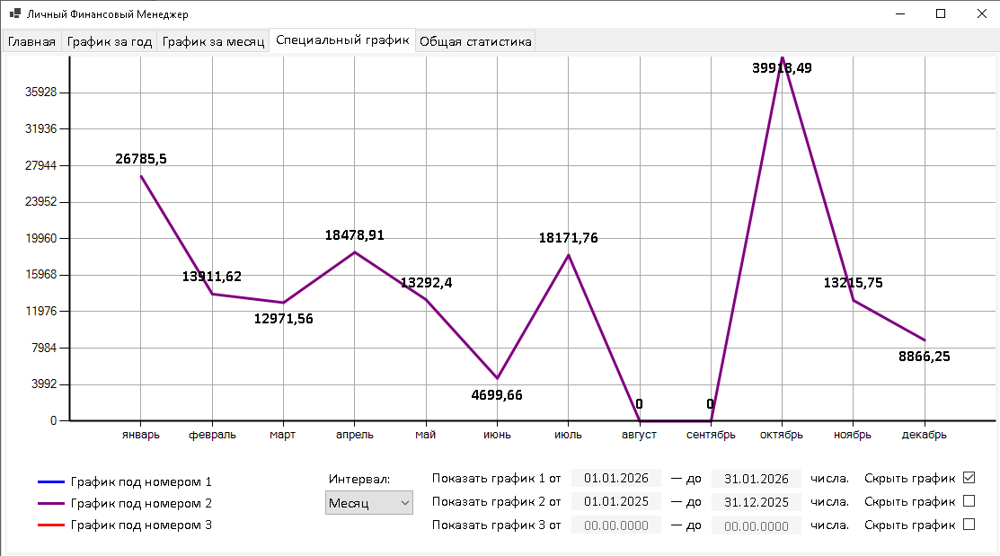 Личный Финансовый Менеджер
Главная График за год График за месяц Специальный график Общая статистика
39918,49
35928
31936
26785,5
27944
23952
18478,91 18171,76
19960
13911,62 13292,4 13215,75
15968
12971,56
11976
8866,25
7984
4699,66
3992
0 0
0
январь февраль март апрель май июнь июль август сентябрь октябрь ноябрь декабрь
График под номером 1
График под номером 2
График под номером 3
Интервал:
Месяц
Показать график 1 от 01.01.2026 — до 31.01.2026 числа. Скрыть график
Показать график 2 от 01.01.2025 — до 31.12.2025 числа. Скрыть график
Показать график 3 от 00.00.0000 — до 00.00.0000 числа. Скрыть график